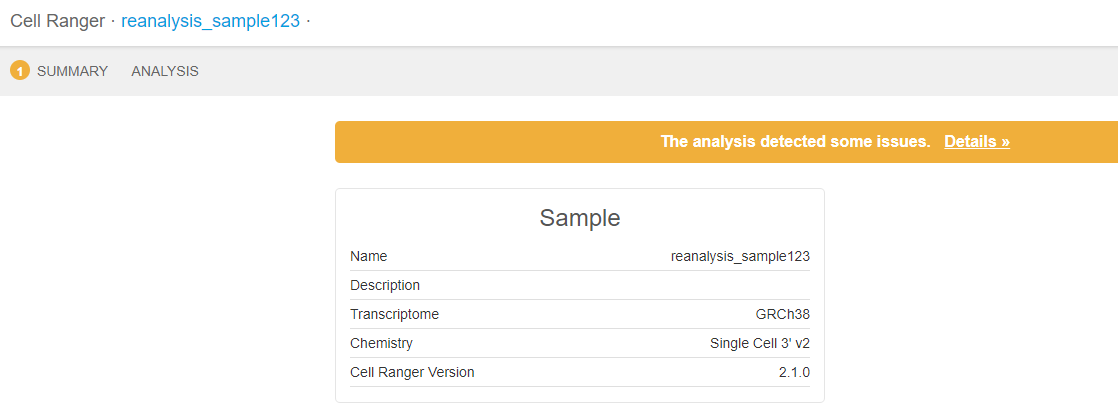 Cell Ranger · reanalysis_sample123 ·
1 SUMMARY ANALYSIS
The analysis detected some issues. Details »
Sample
Name reanalysis_sample123
Description
Transcriptome GRCh38
Chemistry Single Cell 3' v2
Cell Ranger Version 2.1.0